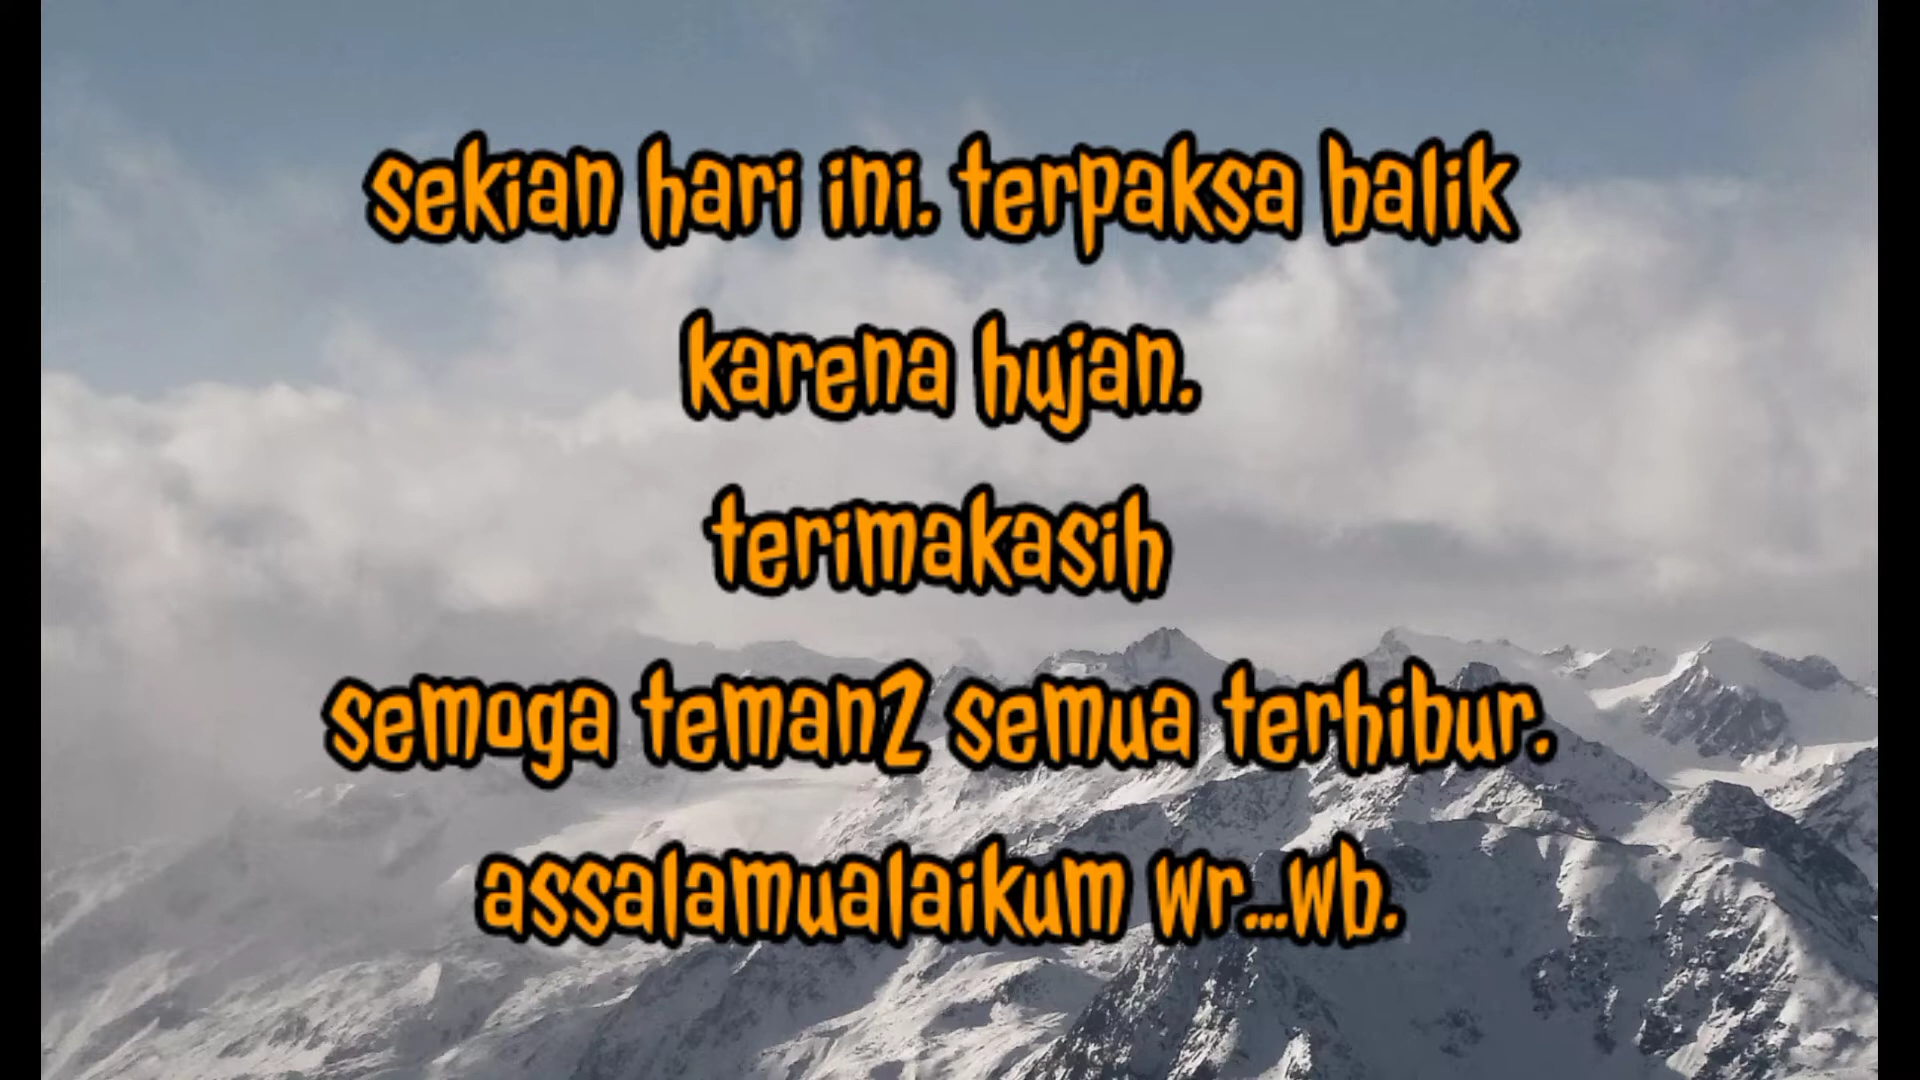 sekian hari ini. terpaksa balik
karena hujan.
terimakasih
semoga teman2 semua terhibur.
assalamualaikum wr...wb.